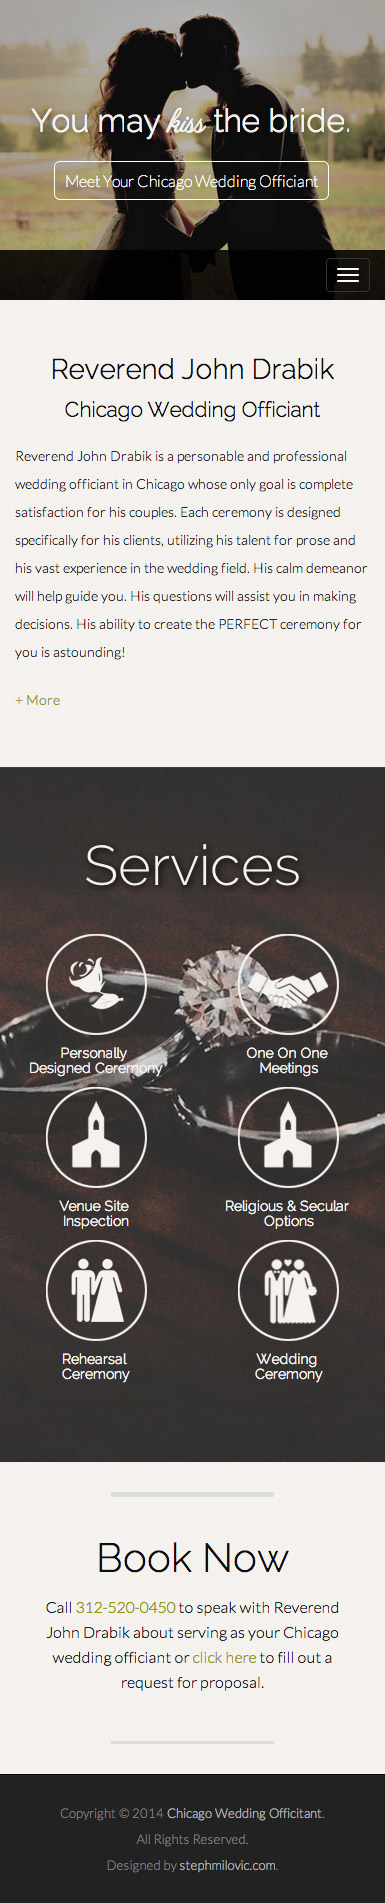 You may kiss the bride.
Meet Your Chicago Wedding Officiant
Reverend John Drabik
Chicago Wedding Officiant
Reverend John Drabik is a personable and professional
wedding officiant in Chicago whose only goal is complete
satisfaction for his couples. Each ceremony is designed
specifically for his clients, utilizing his talent for prose and
his vast experience in the wedding field. His calm demeanor
will help guide you. His questions will assist you in making
decisions. His ability to create the PERFECT ceremony for
you is astounding!
+ More
Services
Personally
Designed Ceremony
One On One
Meetings
Venue Site
Inspection
Religious & Secular
Options
Rehearsal
Ceremony
Wedding
Ceremony
Book Now
Call 312-520-0450 to speak with Reverend
John Drabik about serving as your Chicago
wedding officiant or click here to fill out a
request for proposal.
Copyright © 2014 Chicago Wedding Officitant.
All Rights Reserved.
Designed by stephmilovic.com.